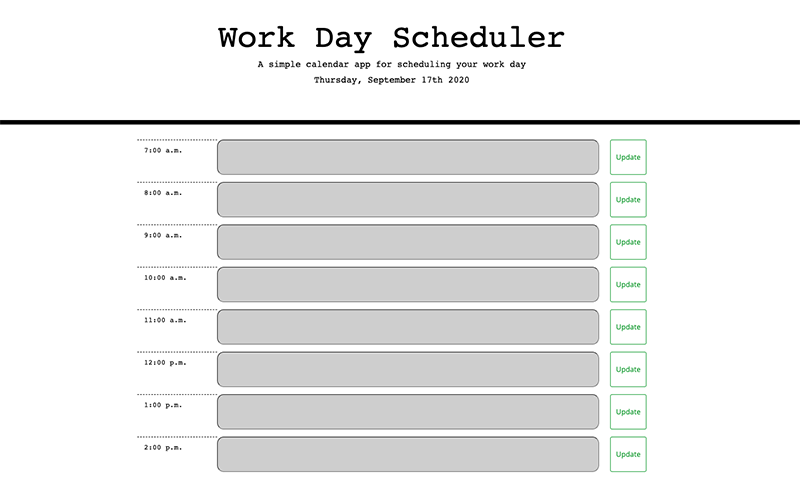 Work Day Scheduler
A simple calendar app for scheduling your work day
Thursday, September 17th 2020
7:00 a.m. Update
8:00 a.m. Update
9:00 a.m. Update
10:00 a.m. Update
11:00 a.m. Update
12:00 p.m. Update
1:00 p.m. Update
2:00 p.m. Update